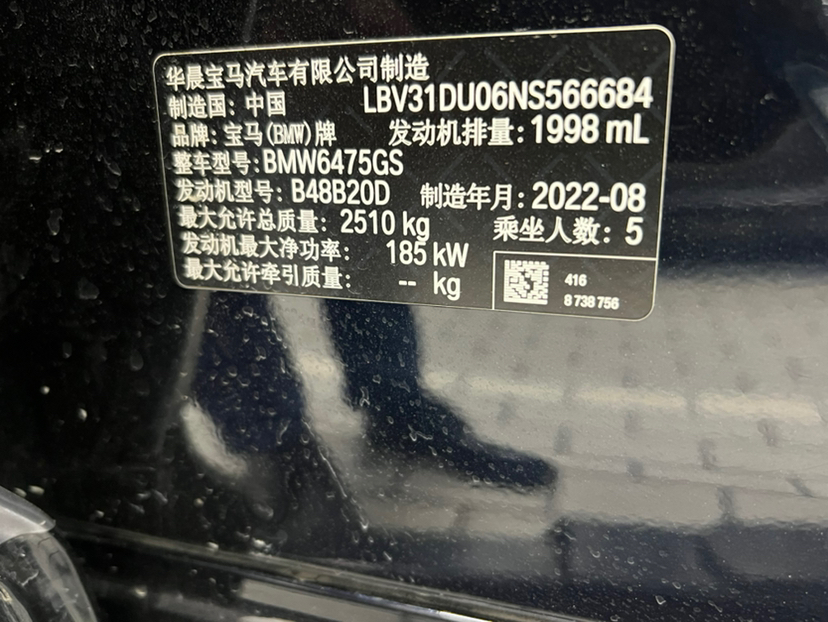 华晨宝马汽车有限公司制造
制造国: 中国 LBV31DU06NS566684
品牌: 宝马(BMW)牌 发动机排量: 1998 mL
整车型号: BMW6475GS
发动机型号: B48B20D 制造年月: 2022-08
最大允许总质量: 2510 kg 乘坐人数: 5
发动机最大净功率: 185 kW
最大允许牵引质量: -- kg
416
8 738 756